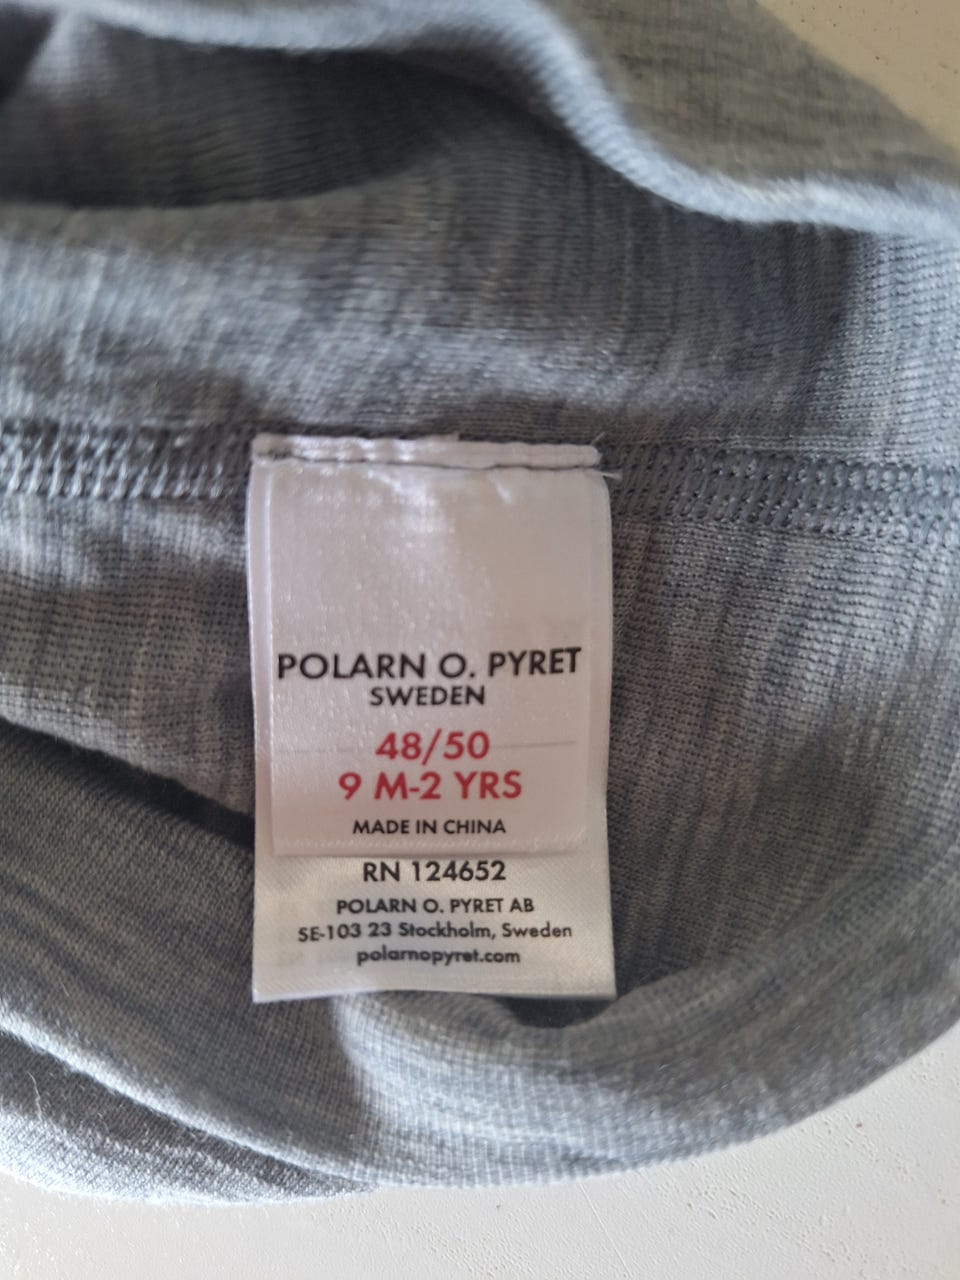 POLARN O. PYRET
SWEDEN
48/50
9 M-2 YRS
MADE IN CHINA
RN 124652
POLARN O. PYRET AB
SE-103 23 Stockholm, Sweden
polarnopyret.com